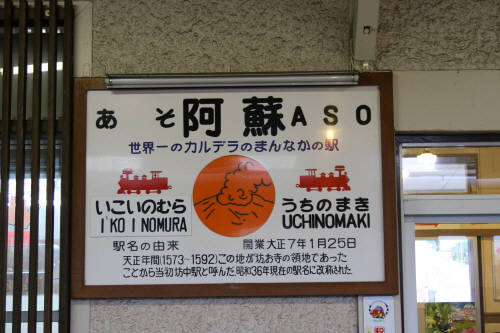 あそ 阿蘇 ASO
世界一のカルデラのまんなかの駅
いこいのむら
I'KO I NOMURA
うちのまき
UCHINOMAKI
駅名の由来 開業大正7年1月25日
天正年間(1573~1592)この地が坊お寺の領地であった
ことから当初坊中駅と呼んだ.昭和36年現在の駅名に改称された